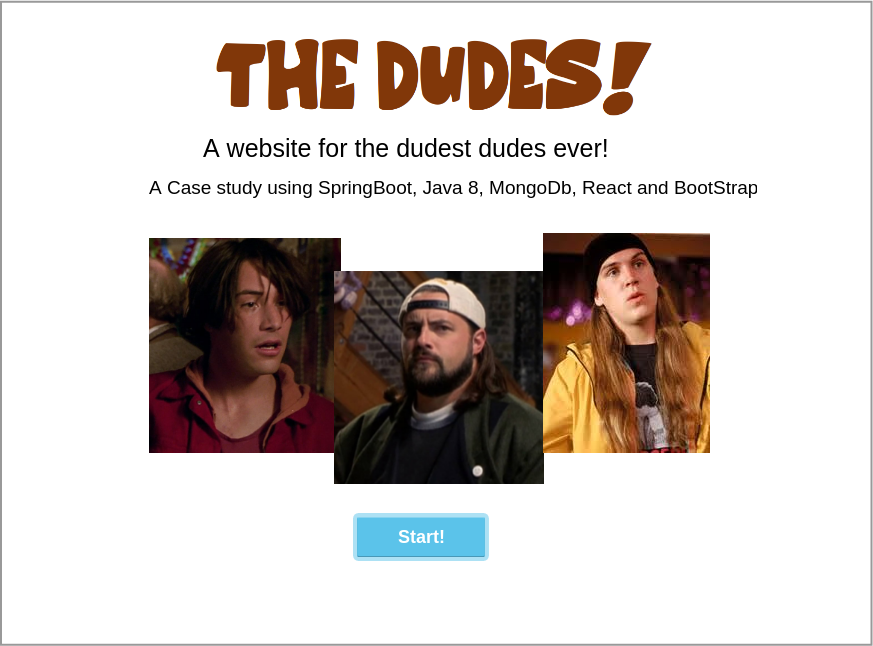 THE DUDES!
A website for the dudest dudes ever!
A Case study using SpringBoot, Java 8, MongoDb, React and BootStrap
Start!